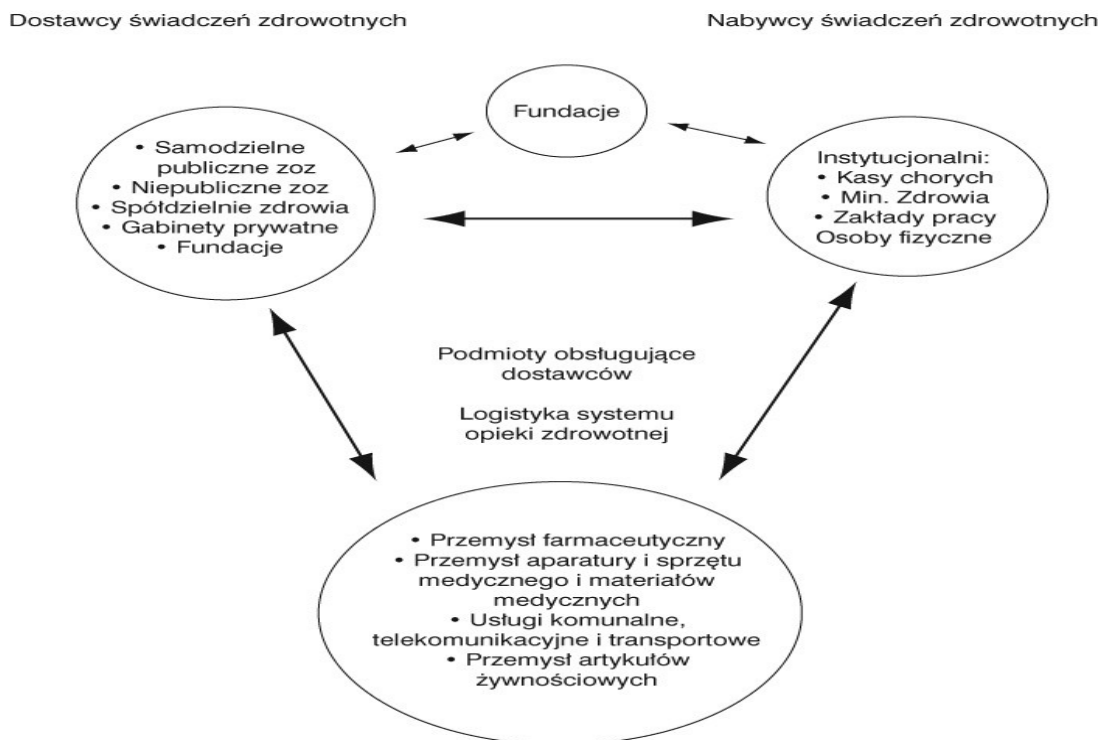 Dostawcy świadczeń zdrowotnych
Nabywcy świadczeń zdrowotnych
Fundacje
• Samodzielne
publiczne zoz
• Niepubliczne zoz
• Spółdzielnie zdrowia
• Gabinety prywatne
• Fundacje
Instytucjonalni:
• Kasy chorych
• Min. Zdrowia
• Zakłady pracy
Osoby fizyczne
Podmioty obsługujące
dostawców
Logistyka systemu
opieki zdrowotnej
• Przemysł farmaceutyczny
• Przemysł aparatury i sprzętu
medycznego i materiałów
medycznych
• Usługi komunalne,
telekomunikacyjne i transportowe
• Przemysł artykułów
żywnościowych